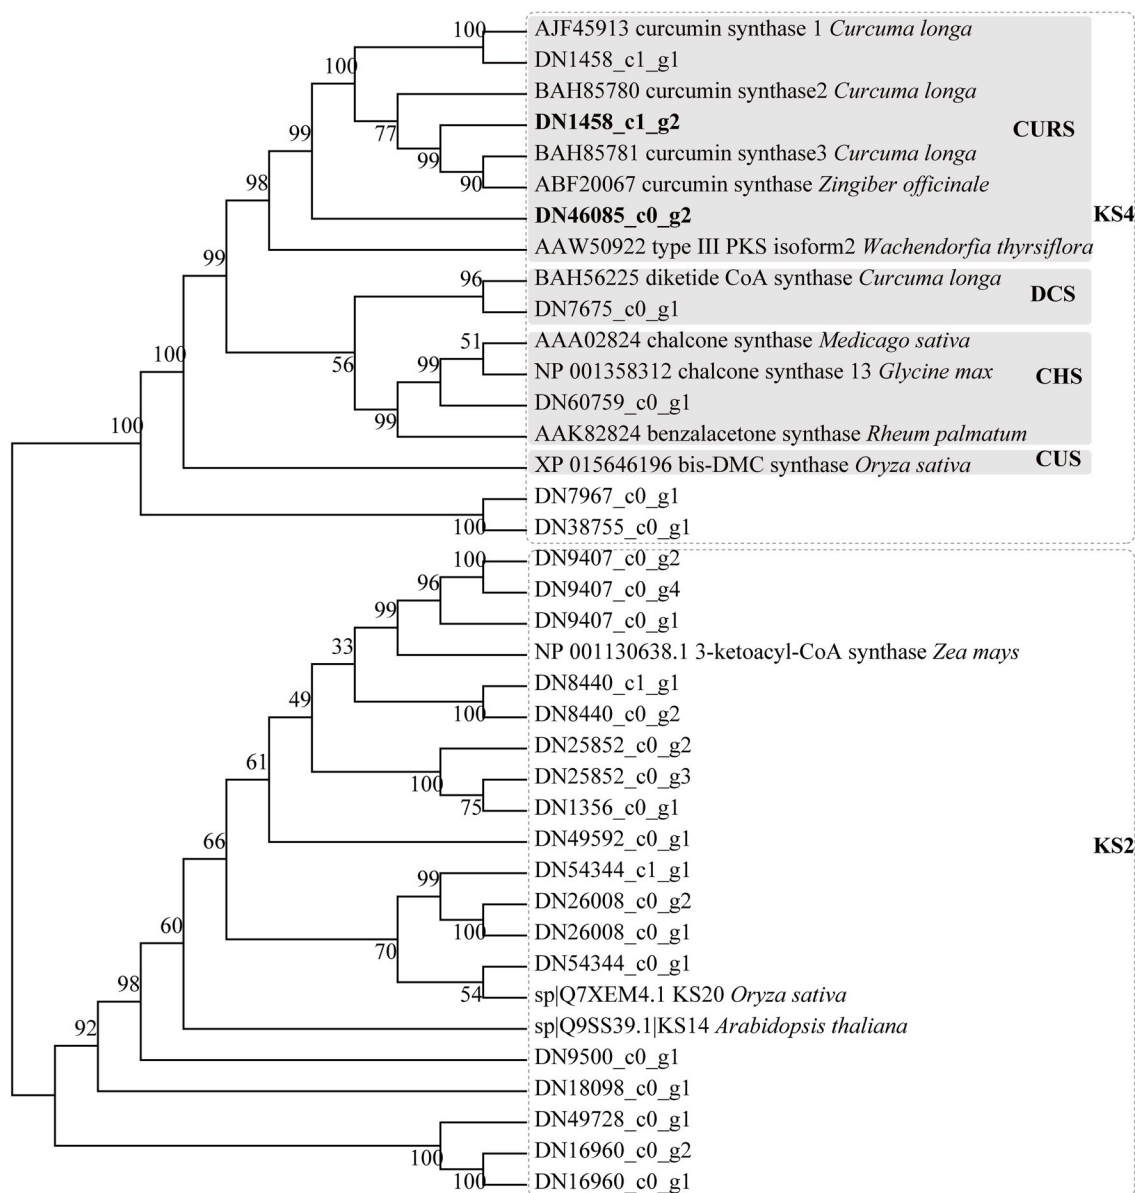 100
AJF45913 curcumin synthase 1 Curcuma longa
DN1458_c1_g1
100
BAH85780 curcumin synthase2 Curcuma longa
77
DN1458_c1_g2
CURS
99
99
BAH85781 curcumin synthase3 Curcuma longa
90
ABF20067 curcumin synthase Zingiber officinale
98
DN46085_c0_g2
KS4
AAW50922 type III PKS isoform2 Wachendorfia thyrsiflora
99
96
BAH56225 diketide CoA synthase Curcuma longa
DCS
DN7675_c0_g1
51
AAA02824 chalcone synthase Medicago sativa
100
56
99
NP 001358312 chalcone synthase 13 Glycine max
CHS
DN60759_c0_g1
99
100
AAK82824 benzalacetone synthase Rheum palmatum
CUS
XP 015646196 bis-DMC synthase Oryza sativa
DN7967_c0_g1
100
DN38755_c0_g1
100
DN9407_c0_g2
96
DN9407_c0_g4
99
DN9407_c0_g1
33
NP 001130638.1 3-ketoacyl-CoA synthase Zea mays
DN8440_c1_g1
49
100
DN8440_c0_g2
DN25852_c0_g2
61
100
DN25852_c0_g3
75
DN1356_c0_g1
66
DN49592_c0_g1
KS2
99
DN54344_c1_g1
DN26008_c0_g2
60
100
DN26008_c0_g1
70
DN54344_c0_g1
98
54
sp|Q7XEM4.1 KS20 Oryza sativa
92
sp|Q9SS39.1|KS14 Arabidopsis thaliana
DN9500_c0_g1
DN18098_c0_g1
DN49728_c0_g1
100
DN16960_c0_g2
100
DN16960_c0_g1